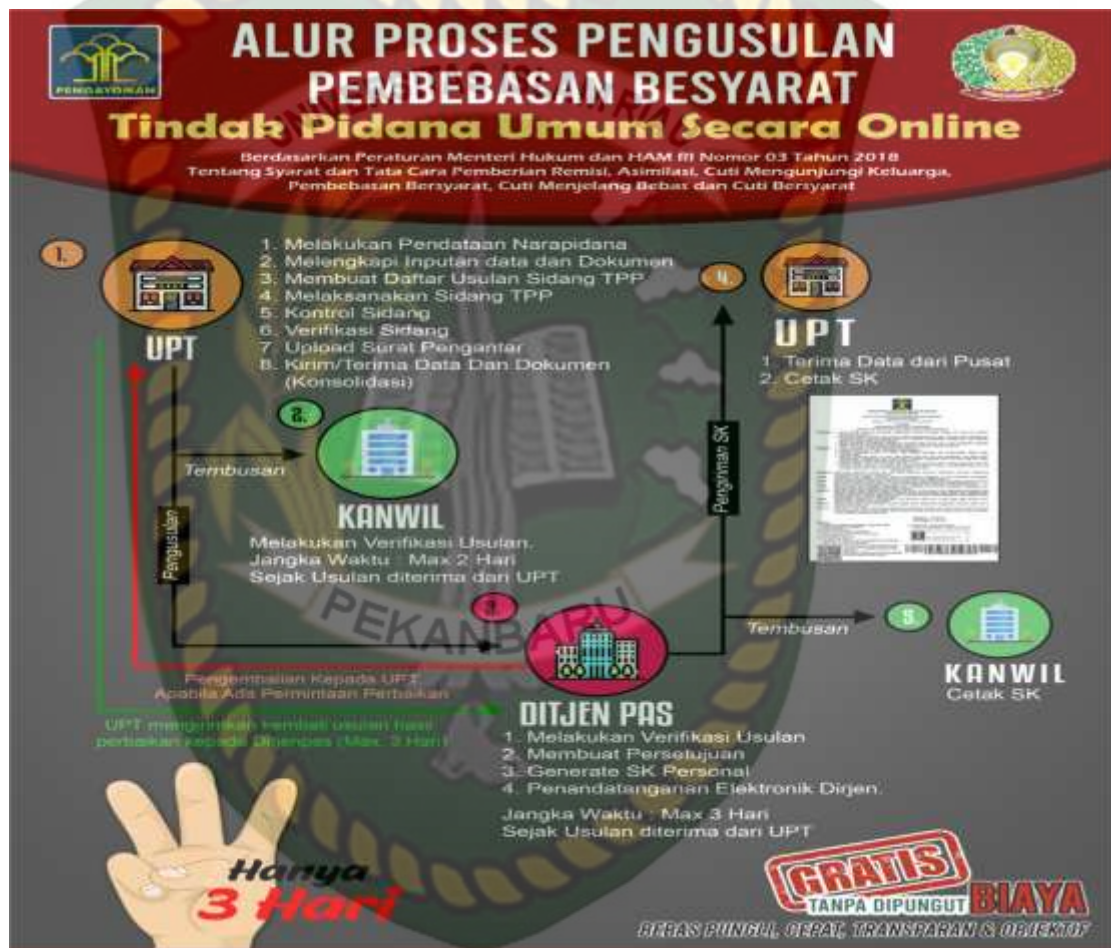 ALUR PROSES PENGUSULAN
PEMBEBASAN BESYARAT
Tindak Pidana Umum Secara Online
Berdasarkan Peraturan Menteri Hukum dan HAM RI Nomor 03 Tahun 2018
Tentang Syarat dan Tata Cara Pemberian Remisi, Asimilasi, Cuti Mengunjungi Keluarga,
Pembebasan Bersyarat, Cuti Menjelang Bebas dan Cuti Bersyarat
PENGAYOMAN
1.
UPT
1. Melakukan Pendataan Narapidana
2. Melengkapi Inputan data dan Dokumen
3. Membuat Daftar Usulan Sidang TPP
4. Melaksanakan Sidang TPP
5 Kontrol Sidang
6. Verifikasi Sidang
7 Upload Surat Pengantar
8. Kirim/Terima Data Dan Dokumen
(Konsolidasi)
2.
Tembusan
KANWIL
Melakukan Verifikasi Usulan.
Jangka Waktu : Max 2 Hari
Sejak Usulan diterima dari UPT
Pengusulan
PEKANBARU
3.
Pengembalian Kepada UPT,
Apabila Ada Permintaan Perbaikan
UPT mengirimkan kembali usulan hasil
perbaikan kepada Dirjenpas (Max. 3 Hari)
DITJEN PAS
1. Melakukan Verifikasi Usulan
2. Membuat Persetujuan
3. Generate SK Personal
4. Penandatanganan Elektronik Dirjen.
Jangka Waktu : Max 3 Hari
Sejak Usulan diterima dari UPT
4.
UPT
1. Terima Data dari Pusat
2. Cetak SK
Pengiriman SK
Tembusan
5.
KANWIL
Cetak SK
Hanya
3 Hari
GRATIS
TANPA DIPUNGUT BIAYA
BEBAS PUNGLI, CEPAT, TRANSPARAN & OBJEKTIF